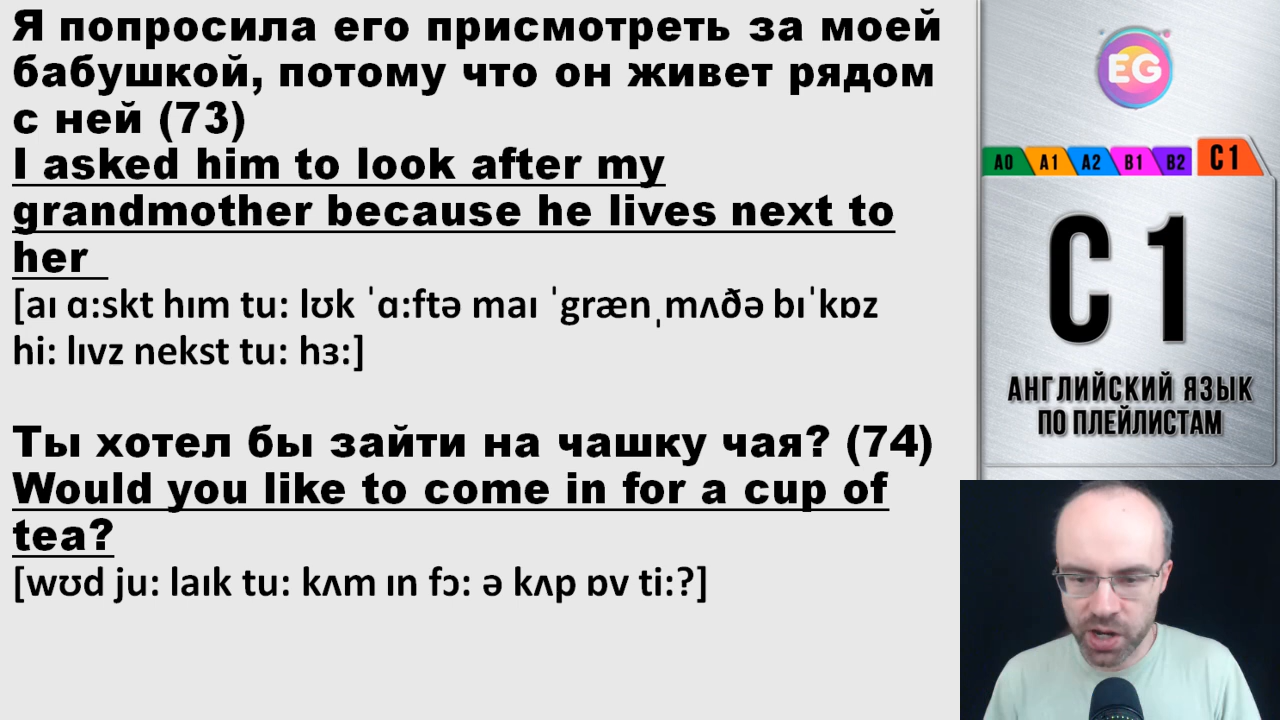 Я попросила его присмотреть за моей
бабушкой, потому что он живет рядом
с ней (73)
I asked him to look after my
grandmother because he lives next to
her
[aɪ ɑ:skt hɪm tu: lʊk ˈɑ:ftə maɪ ˈgrænˌmʌðə bɪˈkɒz
hi: lɪvz nekst tu: hɜ:]
Ты хотел бы зайти на чашку чая? (74)
Would you like to come in for a cup of
tea?
[wʊd ju: laɪk tu: kʌm ɪn fɔ: ə kʌp ɒv ti:?]
EG
A0 A1 A2 B1 B2 C1
C1
АНГЛИЙСКИЙ ЯЗЫК
ПО ПЛЕЙЛИСТАМ